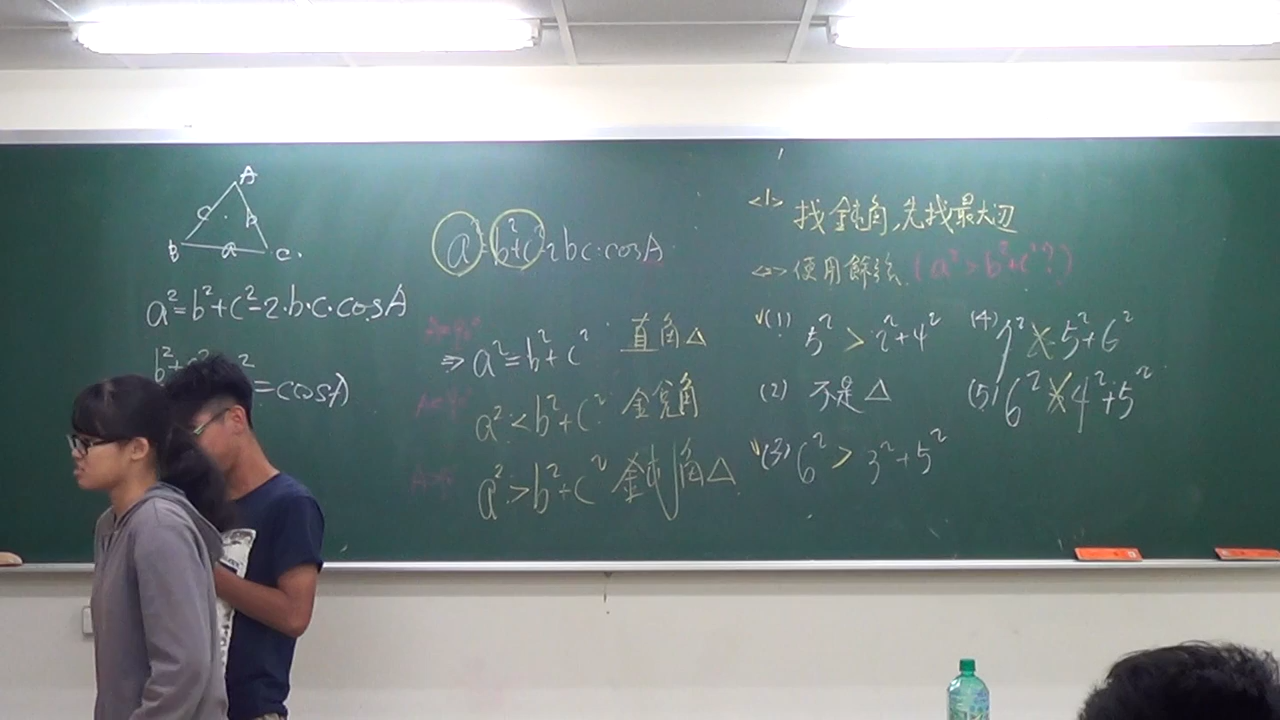 A
c b
B a C
a²=b²+c²-2·b·c·cosA
=cosA
a²=b²+c²-2bc·cosA
A=90°
⇒ a²=b²+c² 直角△
a²<b²+c² 銳角
a²>b²+c² 鈍角△
<1> 找鈍角,先找最大边
<2> 使用餘弦 (a²>b²+c²?)
√(1) 5²>2²+4²
(2) 不是△
√(3) 6²>3²+5²
(4) 7² 5²+6²
(5) 6² 4²+5²